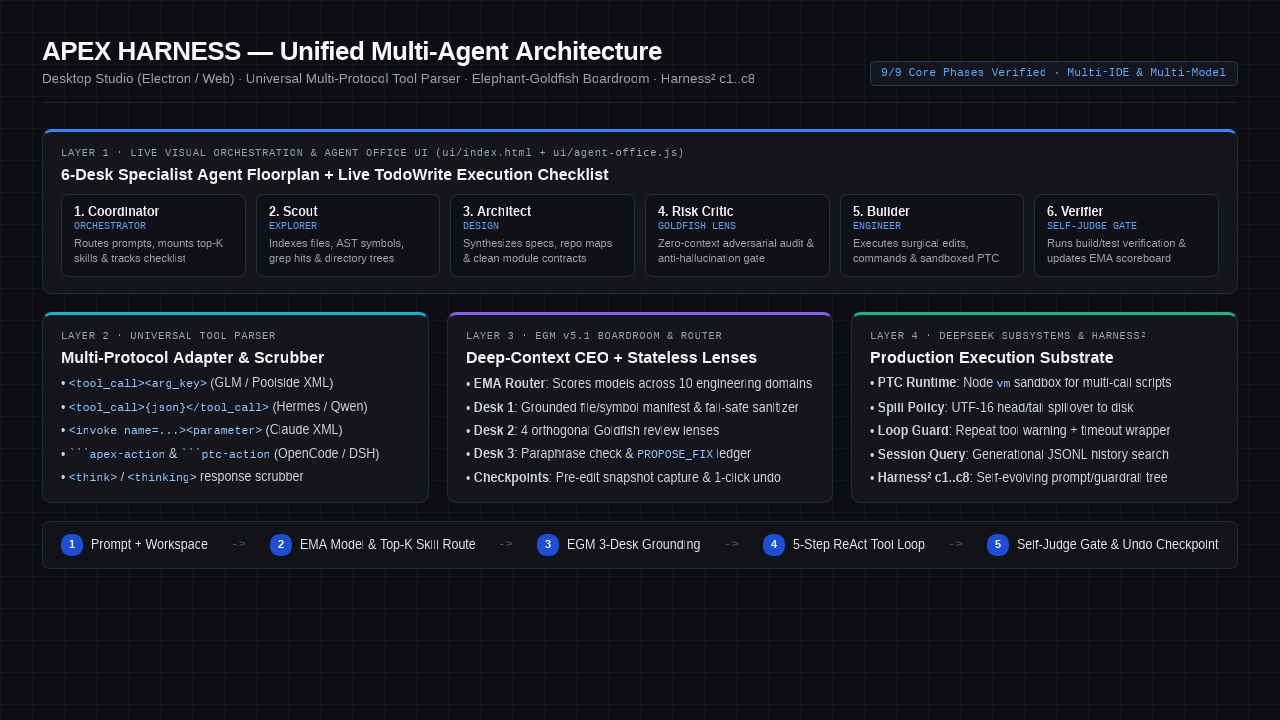 APEX HARNESS — Unified Multi-Agent Architecture
Desktop Studio (Electron / Web) · Universal Multi-Protocol Tool Parser · Elephant-Goldfish Boardroom · Harness² c1..c8
9/9 Core Phases Verified · Multi-IDE & Multi-Model
LAYER 1 · LIVE VISUAL ORCHESTRATION & AGENT OFFICE UI (ui/index.html + ui/agent-office.js)
6-Desk Specialist Agent Floorplan + Live TodoWrite Execution Checklist
1. Coordinator
ORCHESTRATOR
Routes prompts, mounts top-K
skills & tracks checklist
2. Scout
EXPLORER
Indexes files, AST symbols,
grep hits & directory trees
3. Architect
DESIGN
Synthesizes specs, repo maps
& clean module contracts
4. Risk Critic
GOLDFISH LENS
Zero-context adversarial audit &
anti-hallucination gate
5. Builder
ENGINEER
Executes surgical edits,
commands & sandboxed PTC
6. Verifier
SELF-JUDGE GATE
Runs build/test verification &
updates EMA scoreboard
LAYER 2 · UNIVERSAL TOOL PARSER
Multi-Protocol Adapter & Scrubber
• <tool_call><arg_key> (GLM / Poolside XML)
• <tool_call>{json}</tool_call> (Hermes / Qwen)
• <invoke name=...><parameter> (Claude XML)
• ```apex-action & ```ptc-action (OpenCode / DSH)
• <think> / <thinking> response scrubber
LAYER 3 · EGM v5.1 BOARDROOM & ROUTER
Deep-Context CEO + Stateless Lenses
• EMA Router: Scores models across 10 engineering domains
• Desk 1: Grounded file/symbol manifest & fail-safe sanitizer
• Desk 2: 4 orthogonal Goldfish review lenses
• Desk 3: Paraphrase check & PROPOSE_FIX ledger
• Checkpoints: Pre-edit snapshot capture & 1-click undo
LAYER 4 · DEEPSEEK SUBSYSTEMS & HARNESS²
Production Execution Substrate
• PTC Runtime: Node vm sandbox for multi-call scripts
• Spill Policy: UTF-16 head/tail spillover to disk
• Loop Guard: Repeat tool warning + timeout wrapper
• Session Query: Generational JSONL history search
• Harness² c1..c8: Self-evolving prompt/guardrail tree
1 Prompt + Workspace -> 2 EMA Model & Top-K Skill Route -> 3 EGM 3-Desk Grounding -> 4 5-Step ReAct Tool Loop -> 5 Self-Judge Gate & Undo Checkpoint